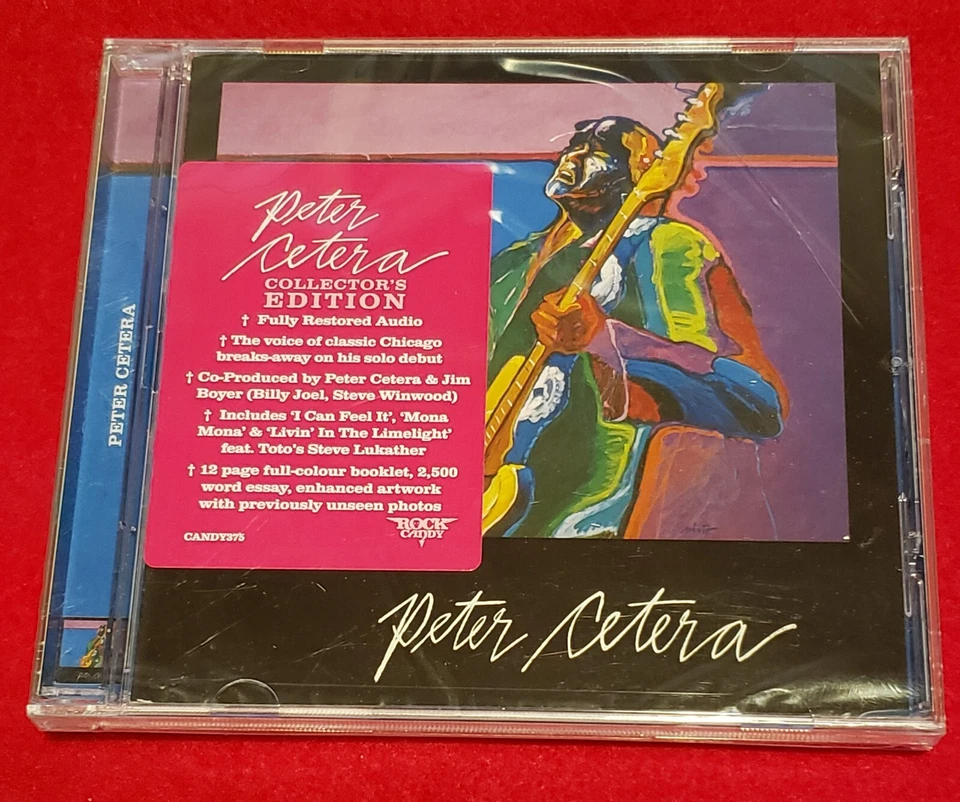 Peter
Cetera
COLLECTOR'S
EDITION
† Fully Restored Audio
† The voice of classic Chicago
breaks-away on his solo debut
† Co-Produced by Peter Cetera & Jim
Boyer (Billy Joel, Steve Winwood)
† Includes 'I Can Feel It', 'Mona
Mona' & 'Livin' In The Limelight'
feat. Toto's Steve Lukather
† 12 page full-colour booklet, 2,500
word essay, enhanced artwork
with previously unseen photos
ROCK
CANDY
CANDY375
PETER CETERA
Peter Cetera